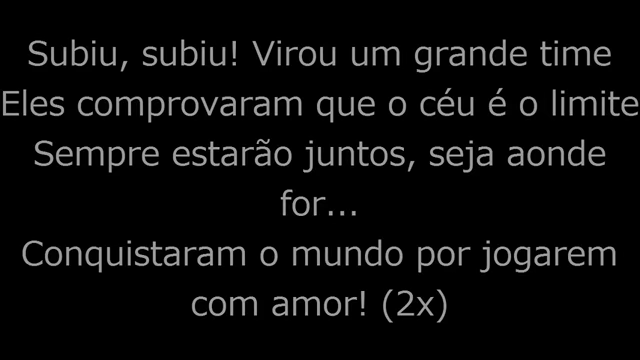 Subiu, subiu! Virou um grande time
Eles comprovaram que o céu é o limite
Sempre estarão juntos, seja aonde
for...
Conquistaram o mundo por jogarem
com amor! (2x)